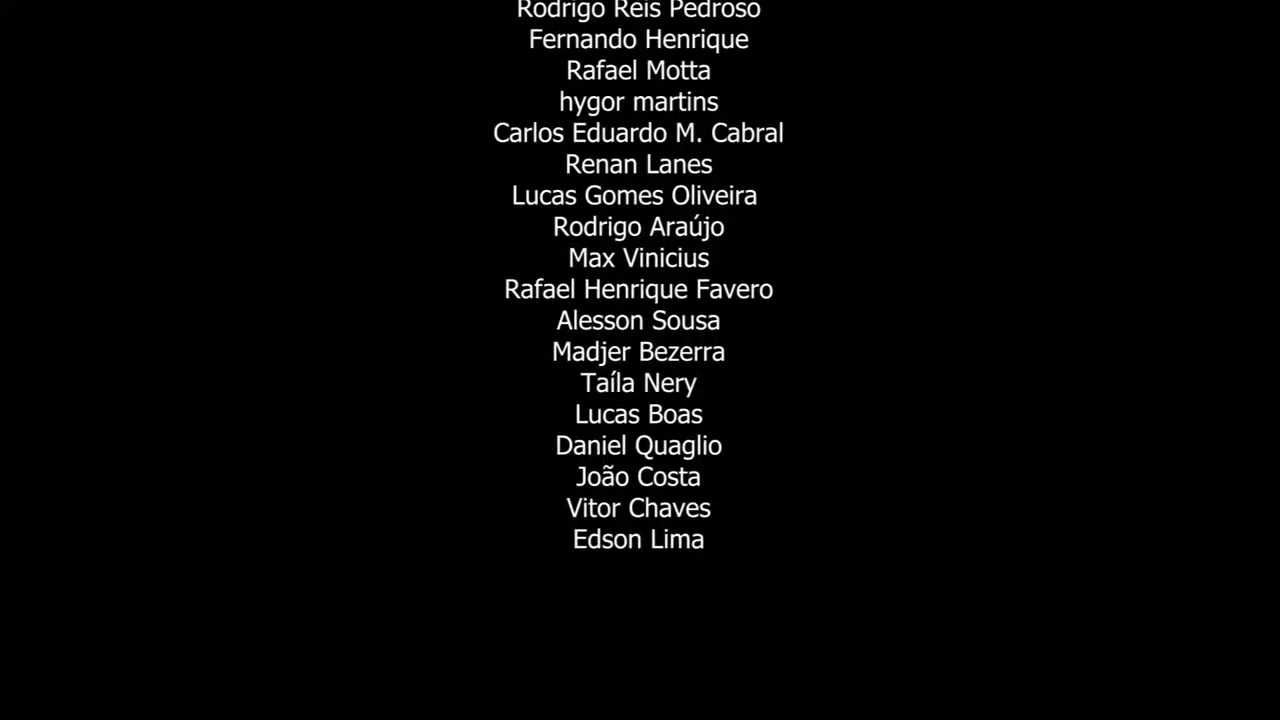 Rodrigo Reis Pedroso
Fernando Henrique
Rafael Motta
hygor martins
Carlos Eduardo M. Cabral
Renan Lanes
Lucas Gomes Oliveira
Rodrigo Araújo
Max Vinicius
Rafael Henrique Favero
Alesson Sousa
Madjer Bezerra
Taíla Nery
Lucas Boas
Daniel Quaglio
João Costa
Vitor Chaves
Edson Lima